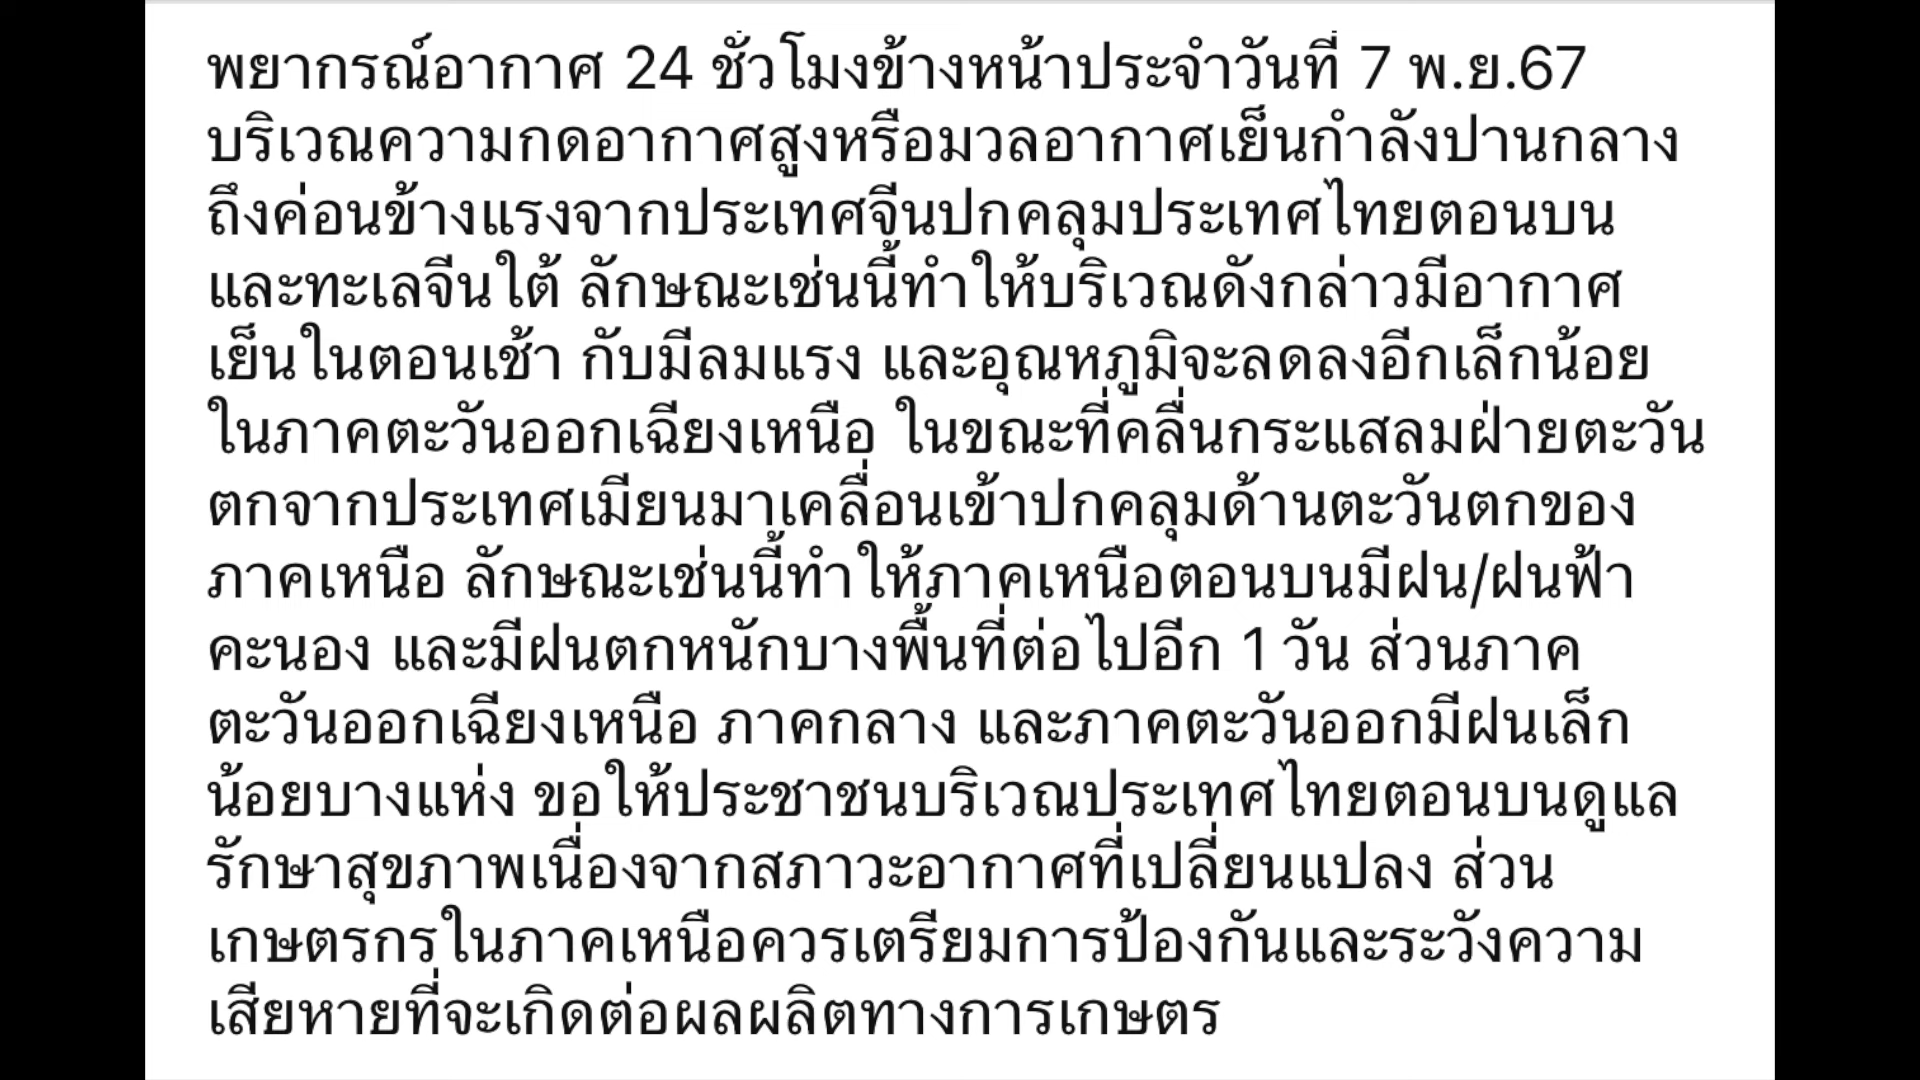 พยากรณ์อากาศ 24 ชั่วโมงข้างหน้าประจำวันที่ 7 พ.ย.67
บริเวณความกดอากาศสูงหรือมวลอากาศเย็นกำลังปานกลาง
ถึงค่อนข้างแรงจากประเทศจีนปกคลุมประเทศไทยตอนบน
และทะเลจีนใต้ ลักษณะเช่นนี้ทำให้บริเวณดังกล่าวมีอากาศ
เย็นในตอนเช้า กับมีลมแรง และอุณหภูมิจะลดลงอีกเล็กน้อย
ในภาคตะวันออกเฉียงเหนือ ในขณะที่คลื่นกระแสลมฝ่ายตะวัน
ตกจากประเทศเมียนมาเคลื่อนเข้าปกคลุมด้านตะวันตกของ
ภาคเหนือ ลักษณะเช่นนี้ทำให้ภาคเหนือตอนบนมีฝน/ฝนฟ้า
คะนอง และมีฝนตกหนักบางพื้นที่ต่อไปอีก 1 วัน ส่วนภาค
ตะวันออกเฉียงเหนือ ภาคกลาง และภาคตะวันออกมีฝนเล็ก
น้อยบางแห่ง ขอให้ประชาชนบริเวณประเทศไทยตอนบนดูแล
รักษาสุขภาพเนื่องจากสภาวะอากาศที่เปลี่ยนแปลง ส่วน
เกษตรกรในภาคเหนือควรเตรียมการป้องกันและระวังความ
เสียหายที่จะเกิดต่อผลผลิตทางการเกษตร